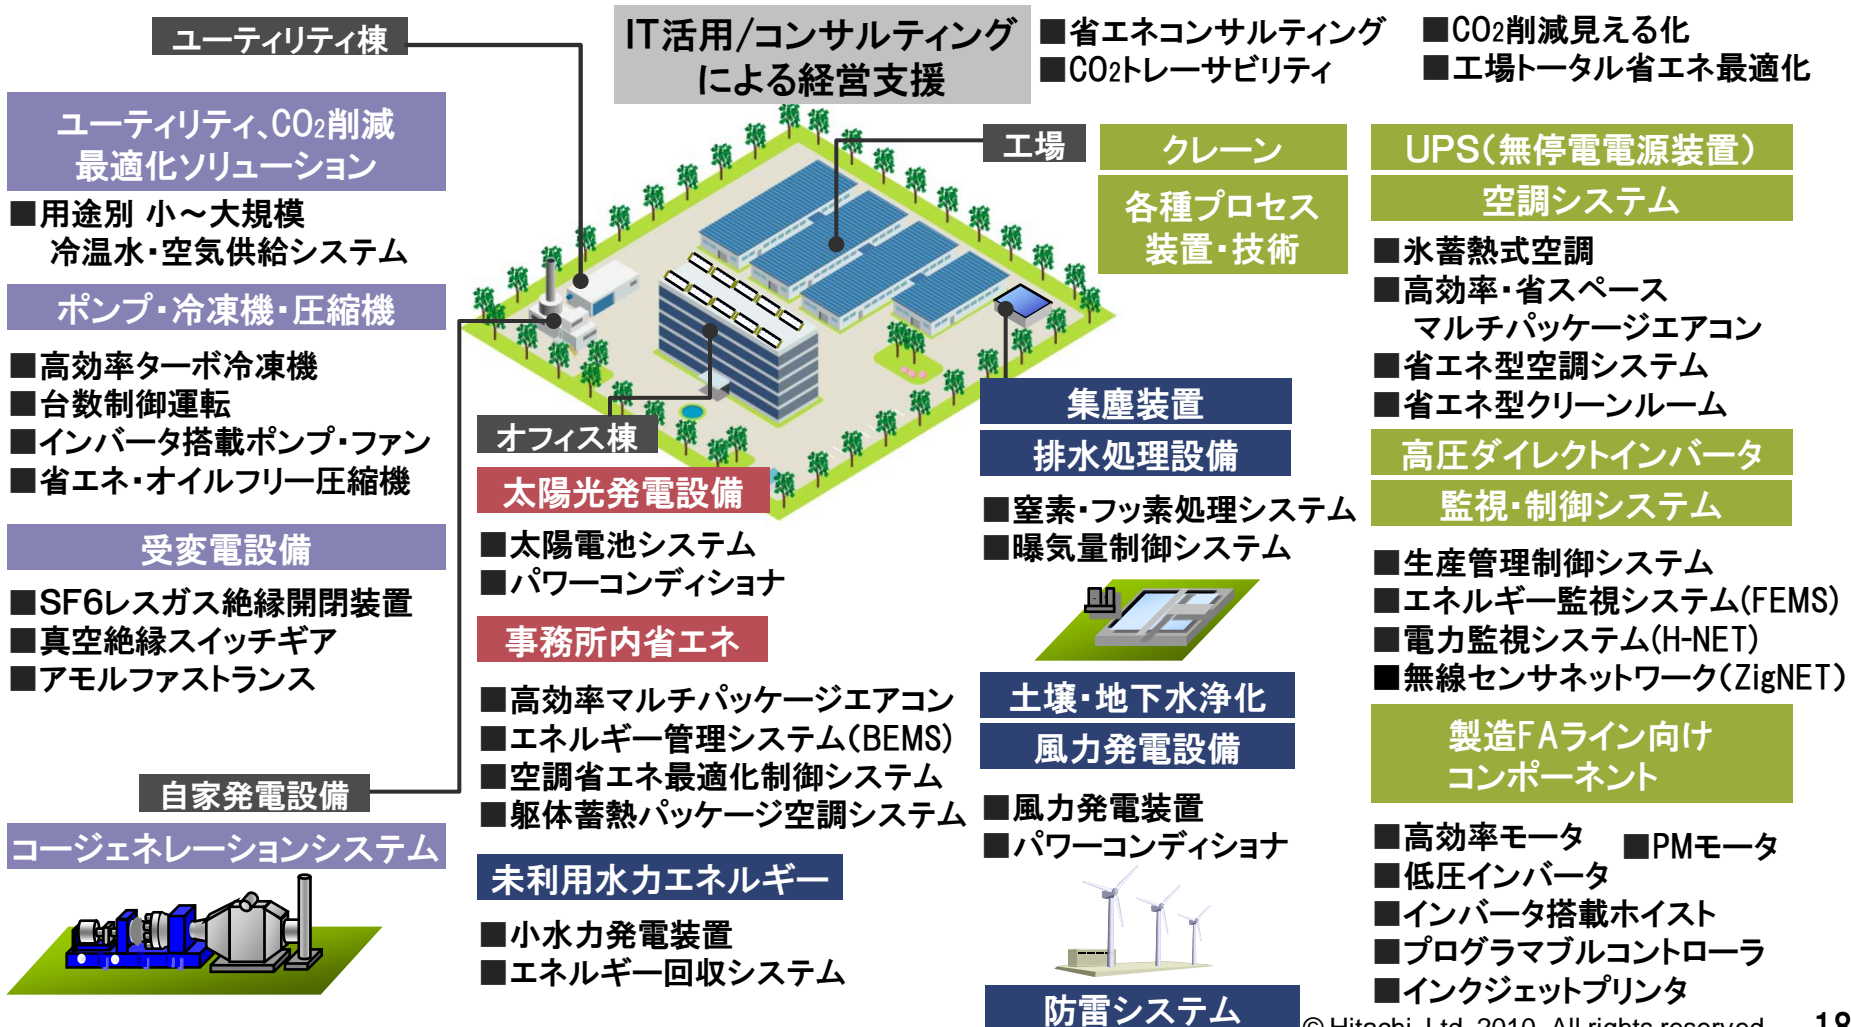 ユーティリティ棟
IT活用/コンサルティング
による経営支援
■省エネコンサルティング
■CO2トレーサビリティ
■CO2削減見える化
■工場トータル省エネ最適化
ユーティリティ、CO2削減
最適化ソリューション
■用途別 小～大規模
冷温水・空気供給システム
ポンプ・冷凍機・圧縮機
■高効率ターボ冷凍機
■台数制御運転
■インバータ搭載ポンプ・ファン
■省エネ・オイルフリー圧縮機
受変電設備
■SF6レスガス絶縁開閉装置
■真空絶縁スイッチギア
■アモルファストランス
自家発電設備
コージェネレーションシステム
オフィス棟
太陽光発電設備
■太陽電池システム
■パワーコンディショナ
事務所内省エネ
■高効率マルチパッケージエアコン
■エネルギー管理システム(BEMS)
■空調省エネ最適化制御システム
■躯体蓄熱パッケージ空調システム
未利用水力エネルギー
■小水力発電装置
■エネルギー回収システム
工場
クレーン
各種プロセス
装置・技術
集塵装置
排水処理設備
■窒素・フッ素処理システム
■曝気量制御システム
土壌・地下水浄化
風力発電設備
■風力発電装置
■パワーコンディショナ
防雷システム
UPS(無停電電源装置)
空調システム
■氷蓄熱式空調
■高効率・省スペース
マルチパッケージエアコン
■省エネ型空調システム
■省エネ型クリーンルーム
高圧ダイレクトインバータ
監視・制御システム
■生産管理制御システム
■エネルギー監視システム(FEMS)
■電力監視システム(H-NET)
■無線センサネットワーク(ZigNET)
製造FAライン向け
コンポーネント
■高効率モータ ■PMモータ
■低圧インバータ
■インバータ搭載ホイスト
■プログラマブルコントローラ
■インクジェットプリンタ
© Hitachi, Ltd. 2010. All rights reserved. 18